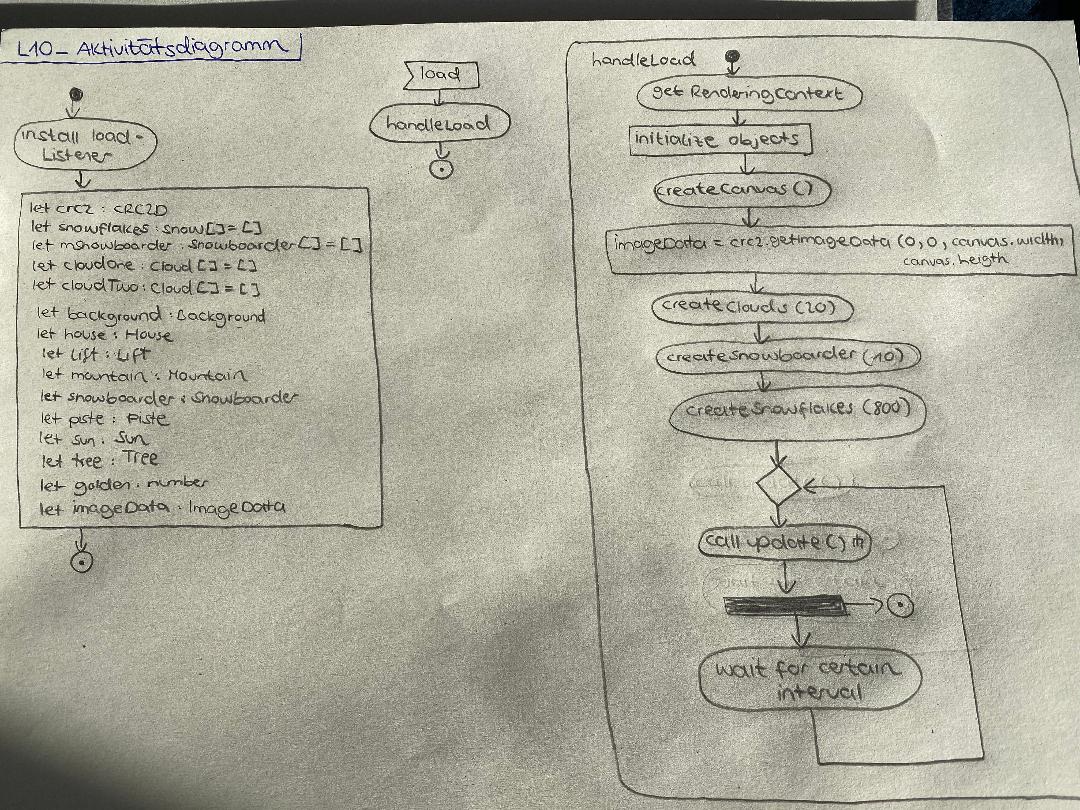 L10_ Aktivitätsdiagramm
install load-
Listener
let crc2 : CRC2D
let snowflakes : snow[] = []
let mshowboarder : snowboarder[] = []
let cloudOne : Cloud[] = []
let cloudTwo : Cloud[] = []
let background : Background
let house : House
let Lift : Lift
let mountain : Mountain
let snowboarder : Snowboarder
let piste : Piste
let sun : Sun
let tree : Tree
let golden : number
let imageData : ImageData
load
handleLoad
handleLoad
get Renderingcontext
initialize objects
createCanvas()
imageData = crc2.getimageData (0,0, canvas.width,
canvas.heigth
createClouds (20)
createsnowboarder (10)
createSnowflakes (800)
call update()
wait for certain
interval